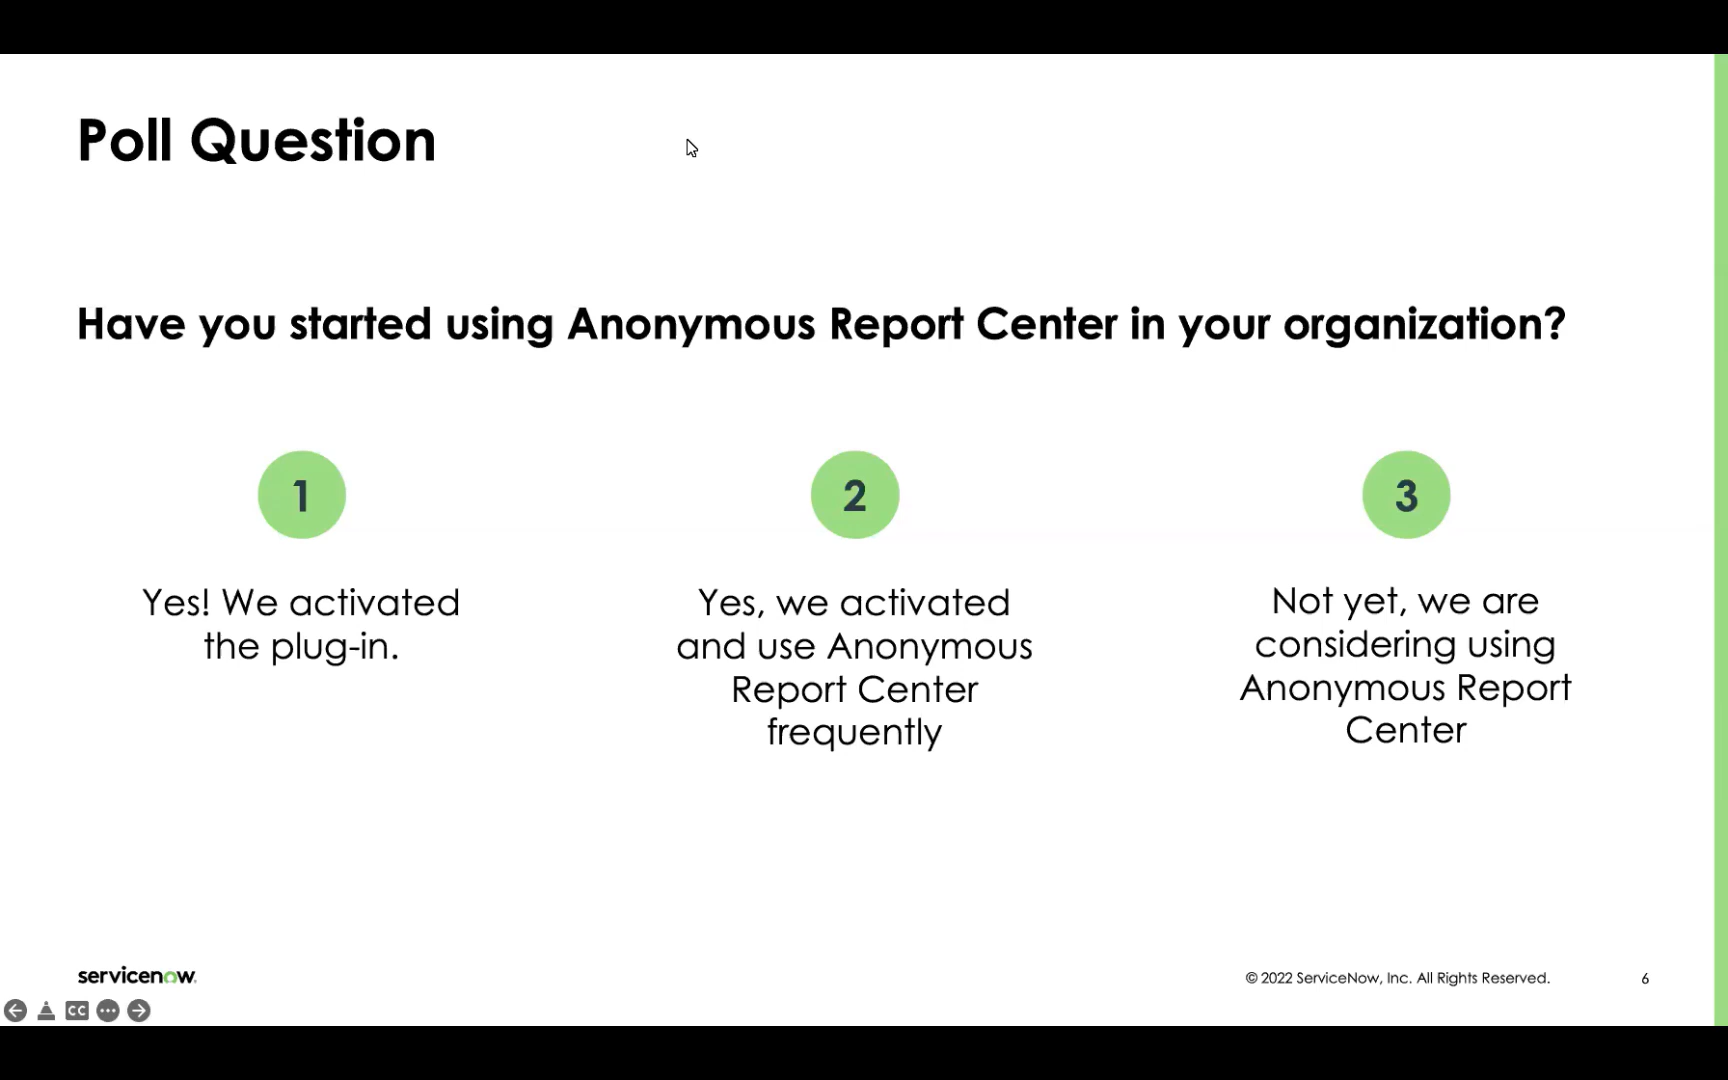 Poll Question
Have you started using Anonymous Report Center in your organization?
1
Yes! We activated
the plug-in.
2
Yes, we activated
and use Anonymous
Report Center
frequently
3
Not yet, we are
considering using
Anonymous Report
Center
servicenow
© 2022 ServiceNow, Inc. All Rights Reserved.
6
CC